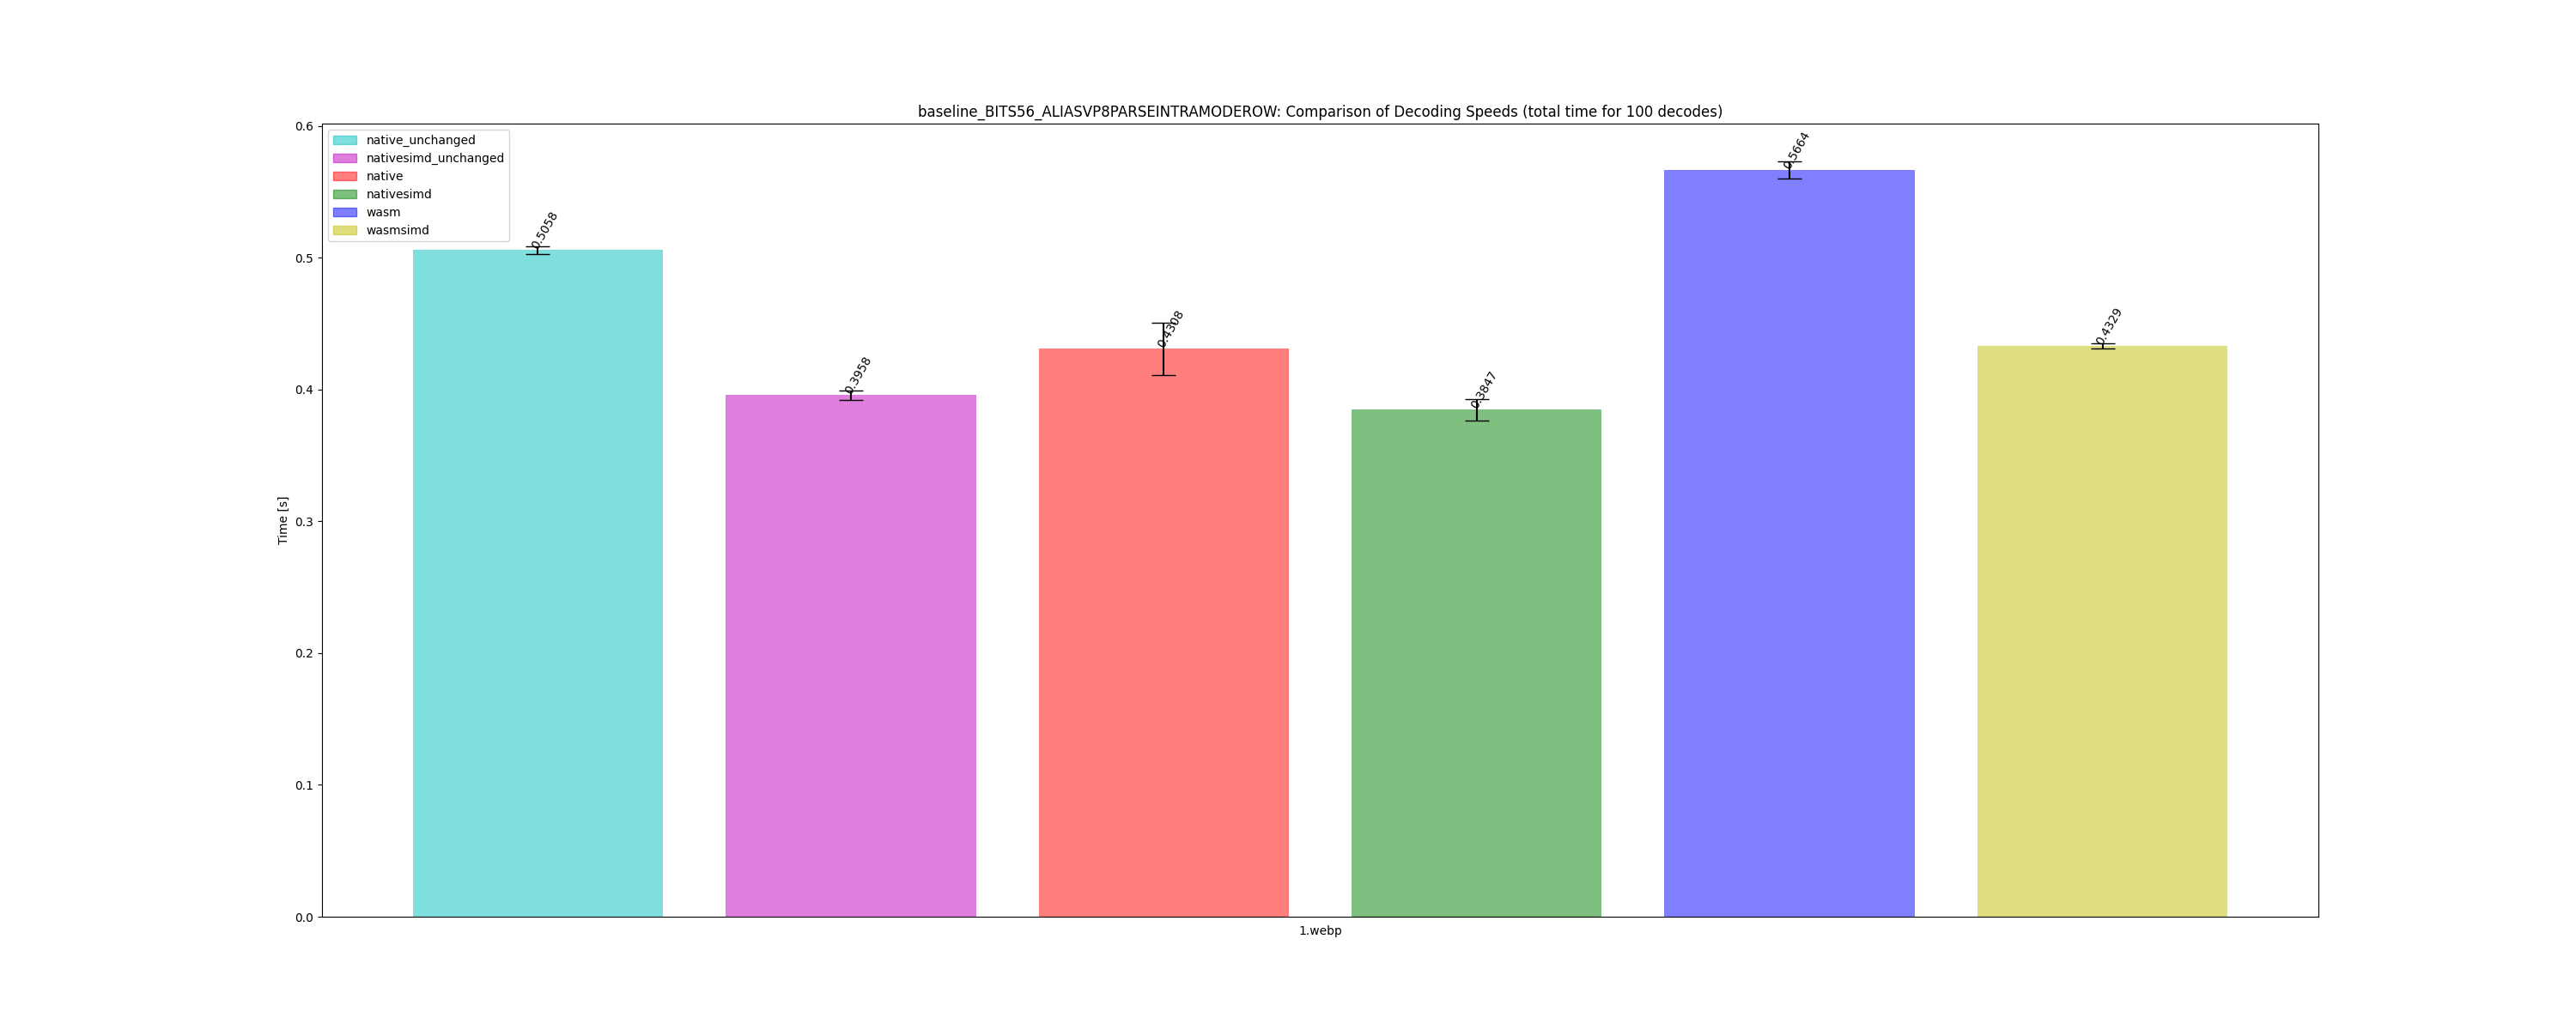 baseline_BITS56_ALIASVP8PARSEINTRAMODEROW: Comparison of Decoding Speeds (total time for 100 decodes)
native_unchanged
nativesimd_unchanged
native
nativesimd
wasm
wasmsimd
Time [s]
0.6
0.5
0.4
0.3
0.2
0.1
0.0
0.5058
0.3958
0.4308
0.3847
0.5664
0.4329
1.webp